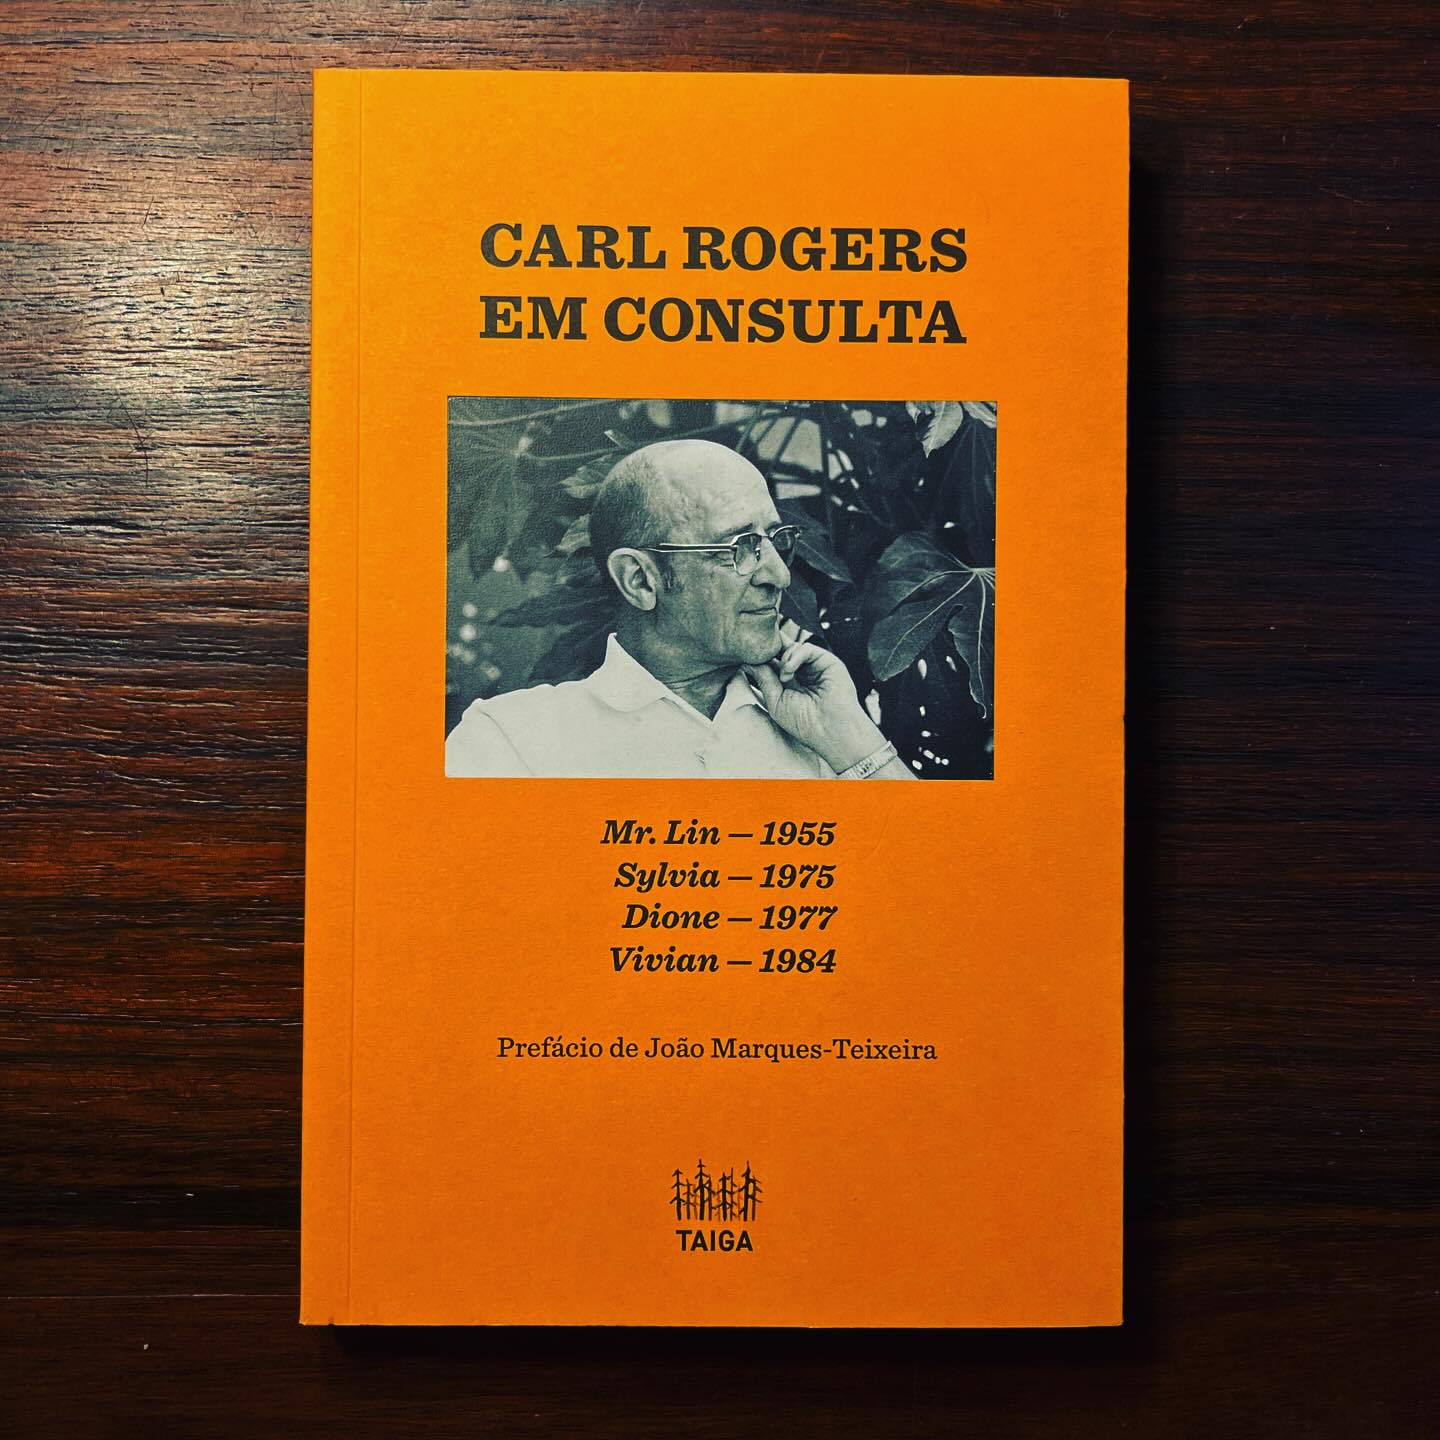 CARL ROGERS
EM CONSULTA
Mr. Lin — 1955
Sylvia — 1975
Dione — 1977
Vivian — 1984
Prefácio de João Marques-Teixeira
TAIGA